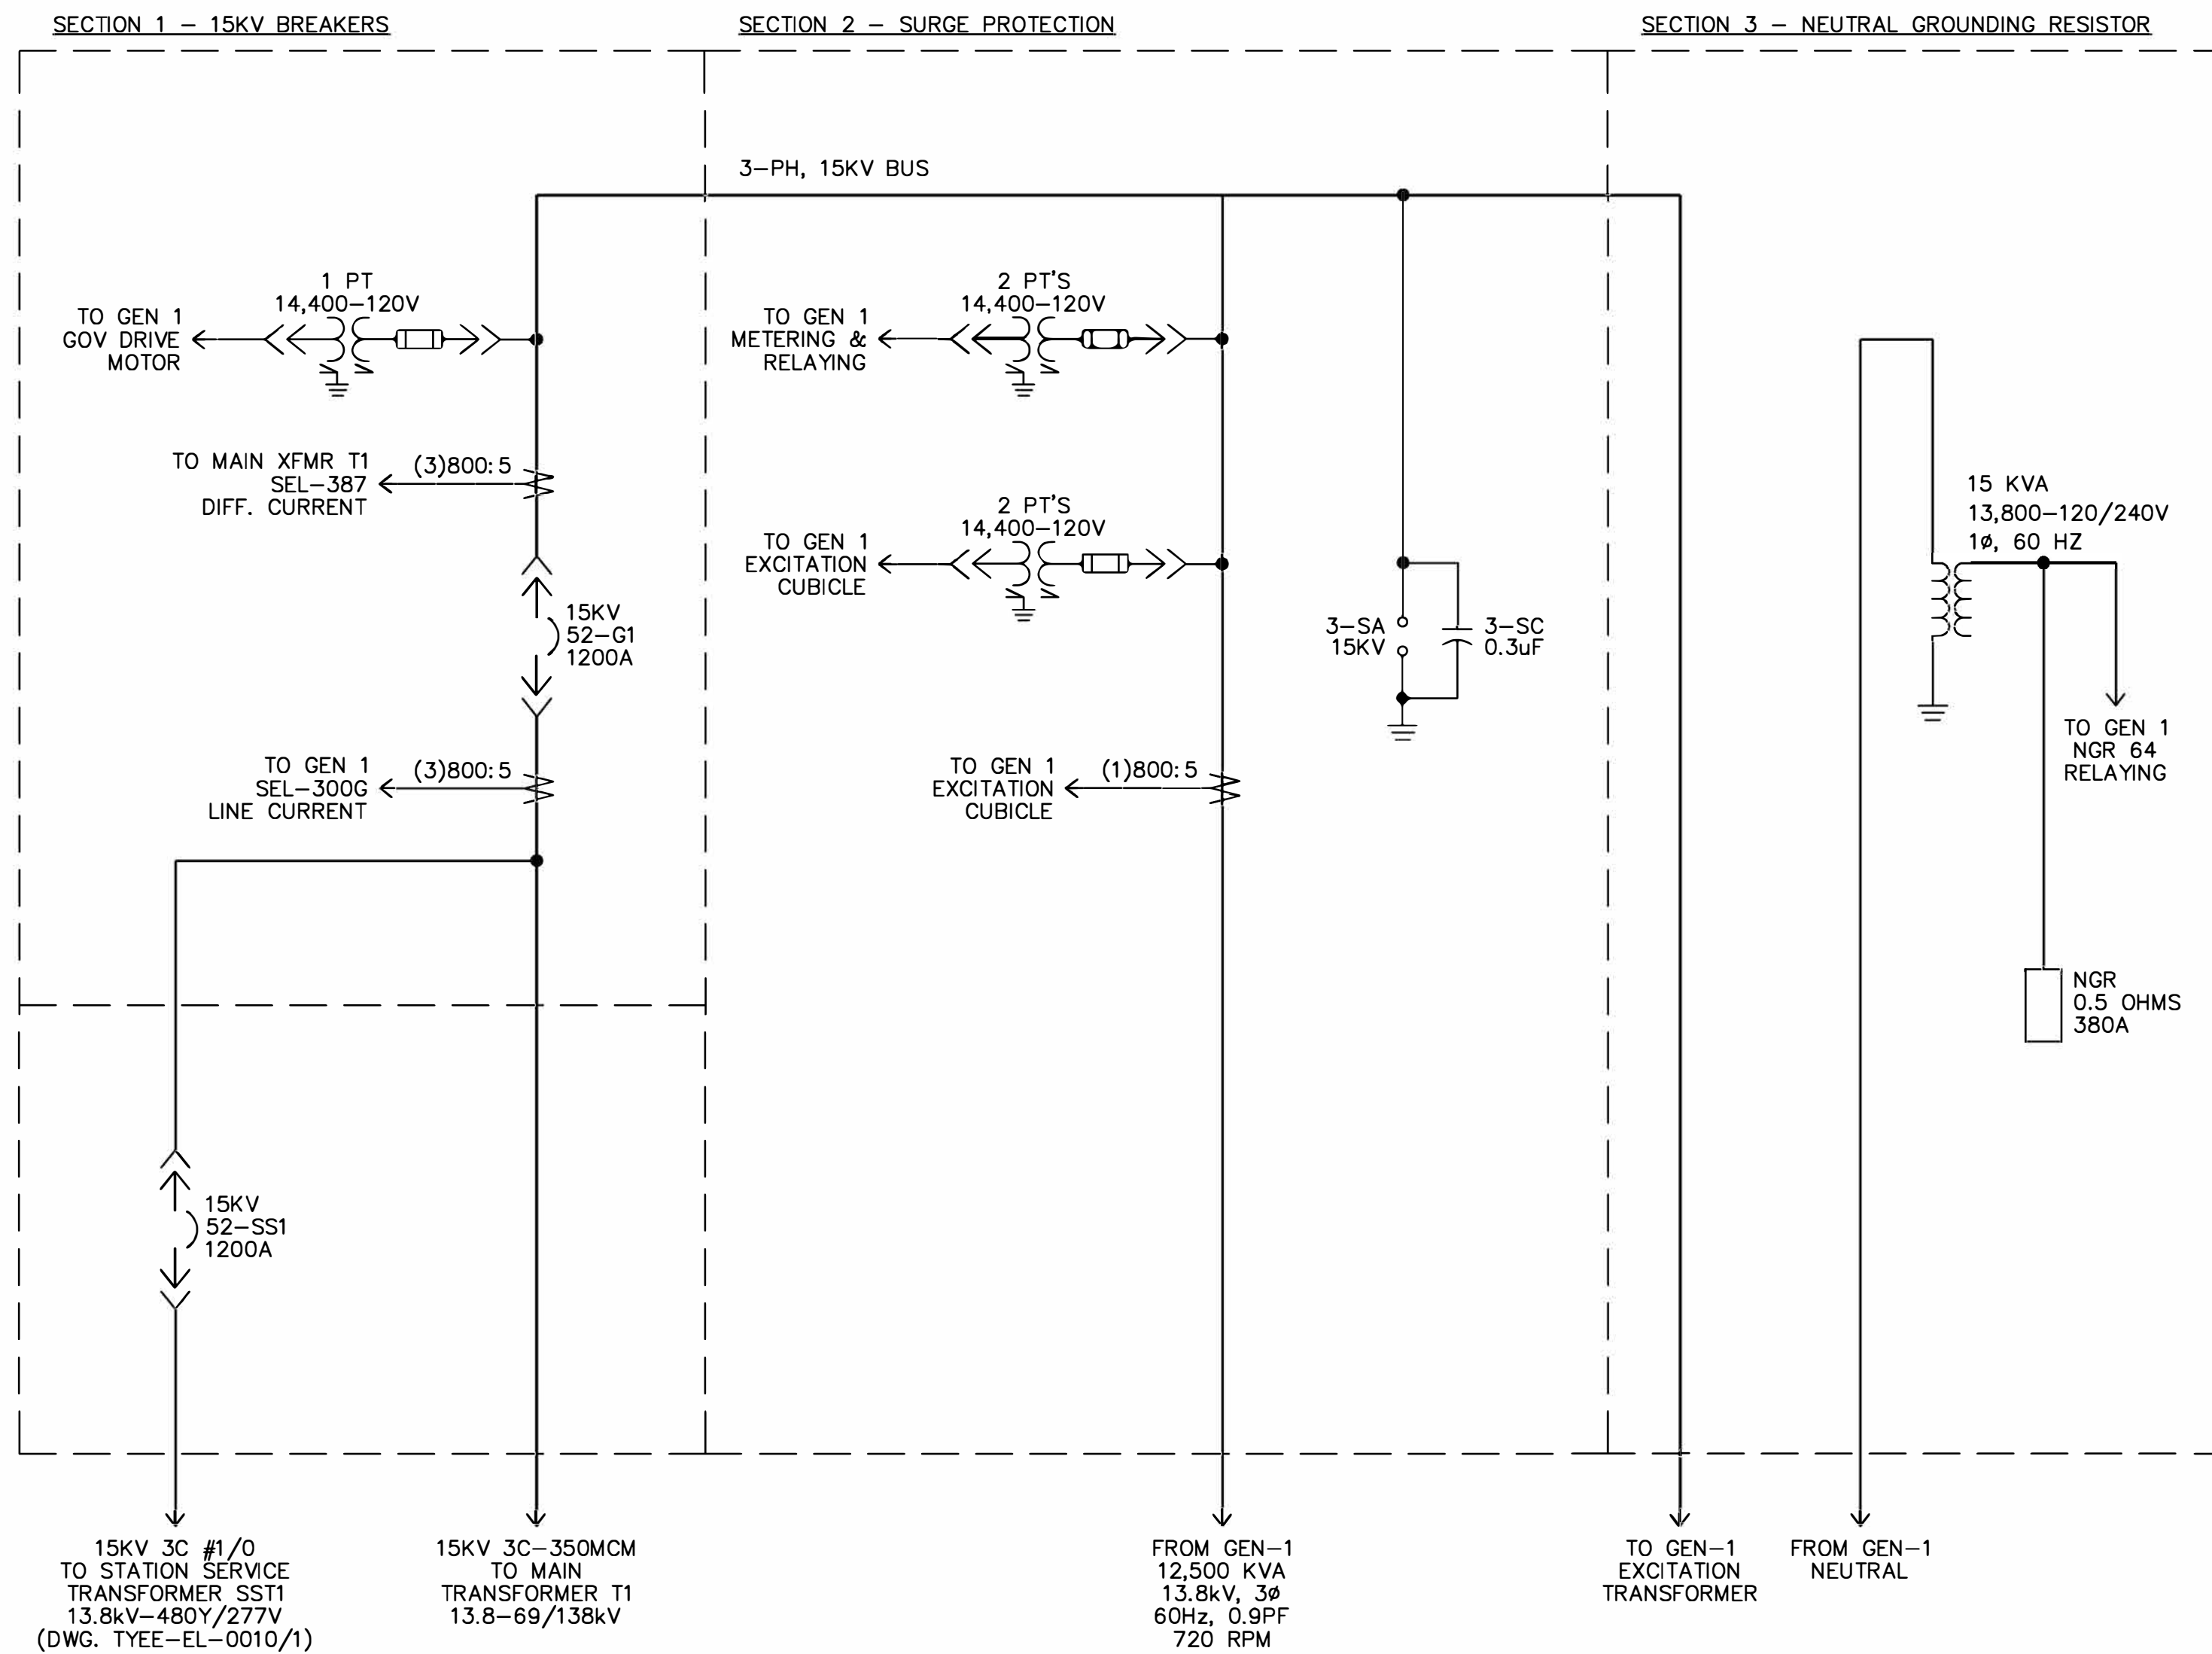 SECTION 1 – 15KV BREAKERS
SECTION 2 – SURGE PROTECTION
SECTION 3 – NEUTRAL GROUNDING RESISTOR
3–PH, 15KV BUS
1 PT
14,400–120V
TO GEN 1
GOV DRIVE
MOTOR
2 PT'S
14,400–120V
TO GEN 1
METERING &
RELAYING
TO MAIN XFMR T1
SEL–387
DIFF. CURRENT
(3)800:5
2 PT'S
14,400–120V
TO GEN 1
EXCITATION
CUBICLE
15KV
52–G1
1200A
3–SA
15KV
3–SC
0.3uF
15 KVA
13,800–120/240V
1ø, 60 HZ
TO GEN 1
NGR 64
RELAYING
TO GEN 1
SEL–300G
LINE CURRENT
(3)800:5
TO GEN 1
EXCITATION
CUBICLE
(1)800:5
NGR
0.5 OHMS
380A
15KV
52–SS1
1200A
15KV 3C #1/0
TO STATION SERVICE
TRANSFORMER SST1
13.8kV–480Y/277V
(DWG. TYEE–EL–0010/1)
15KV 3C–350MCM
TO MAIN
TRANSFORMER T1
13.8–69/138kV
FROM GEN–1
12,500 KVA
13.8kV, 3ø
60Hz, 0.9PF
720 RPM
TO GEN–1
EXCITATION
TRANSFORMER
FROM GEN–1
NEUTRAL